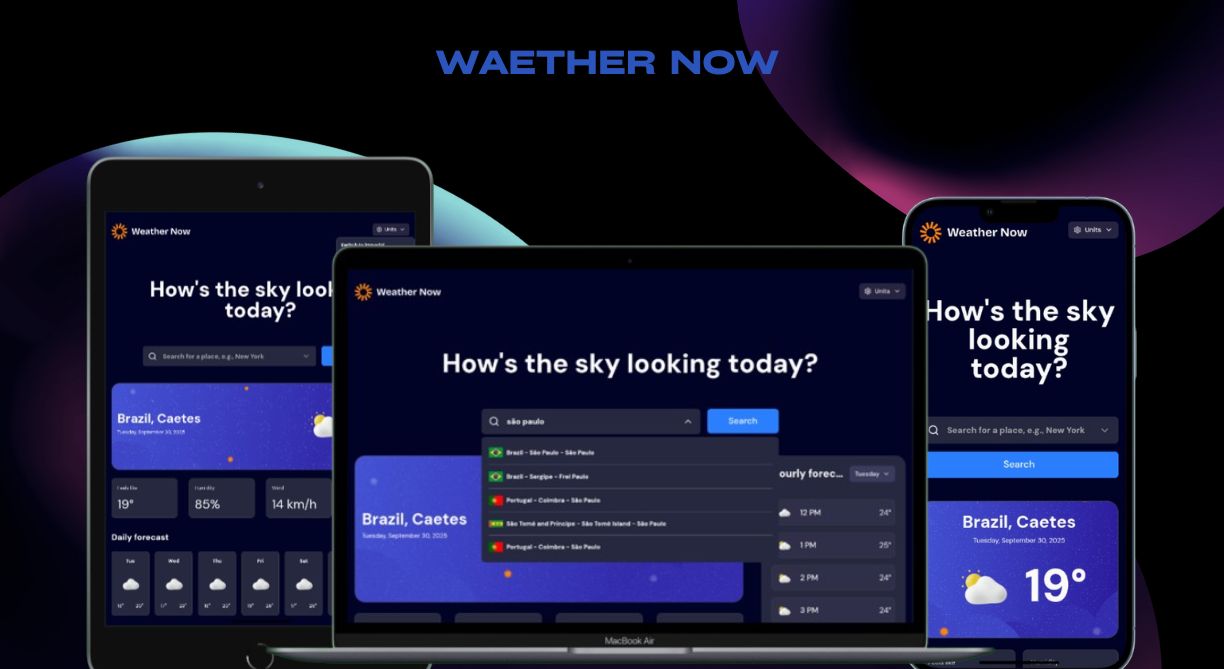 WAETHER NOW
Weather Now
Units
Switch to Imperial
How's the sky look
today?
Search for a place, e.g., New York
Brazil, Caetes
Tuesday, September 30, 2025
Feels like
Humidity
Wind
19°
85%
14 km/h
Daily forecast
Tue
Wed
Thu
Fri
Sat
Weather Now
Units
How's the sky looking today?
são paulo
Search
Brazil - São Paulo - São Paulo
Brazil - Sergipe - Frei Paulo
Portugal - Coimbra - São Paulo
São Tomé and Príncipe - São Tomé Island - São Paulo
Portugal - Coimbra - São Paulo
Brazil, Caetes
Tuesday, September 30, 2025
ourly forec...
Tuesday
12 PM 24°
1 PM 25°
2 PM 24°
3 PM 24°
MacBook Air
Weather Now
Units
How's the sky
looking
today?
Search for a place, e.g., New York
Search
Brazil, Caetes
Tuesday, September 30, 2025
19°